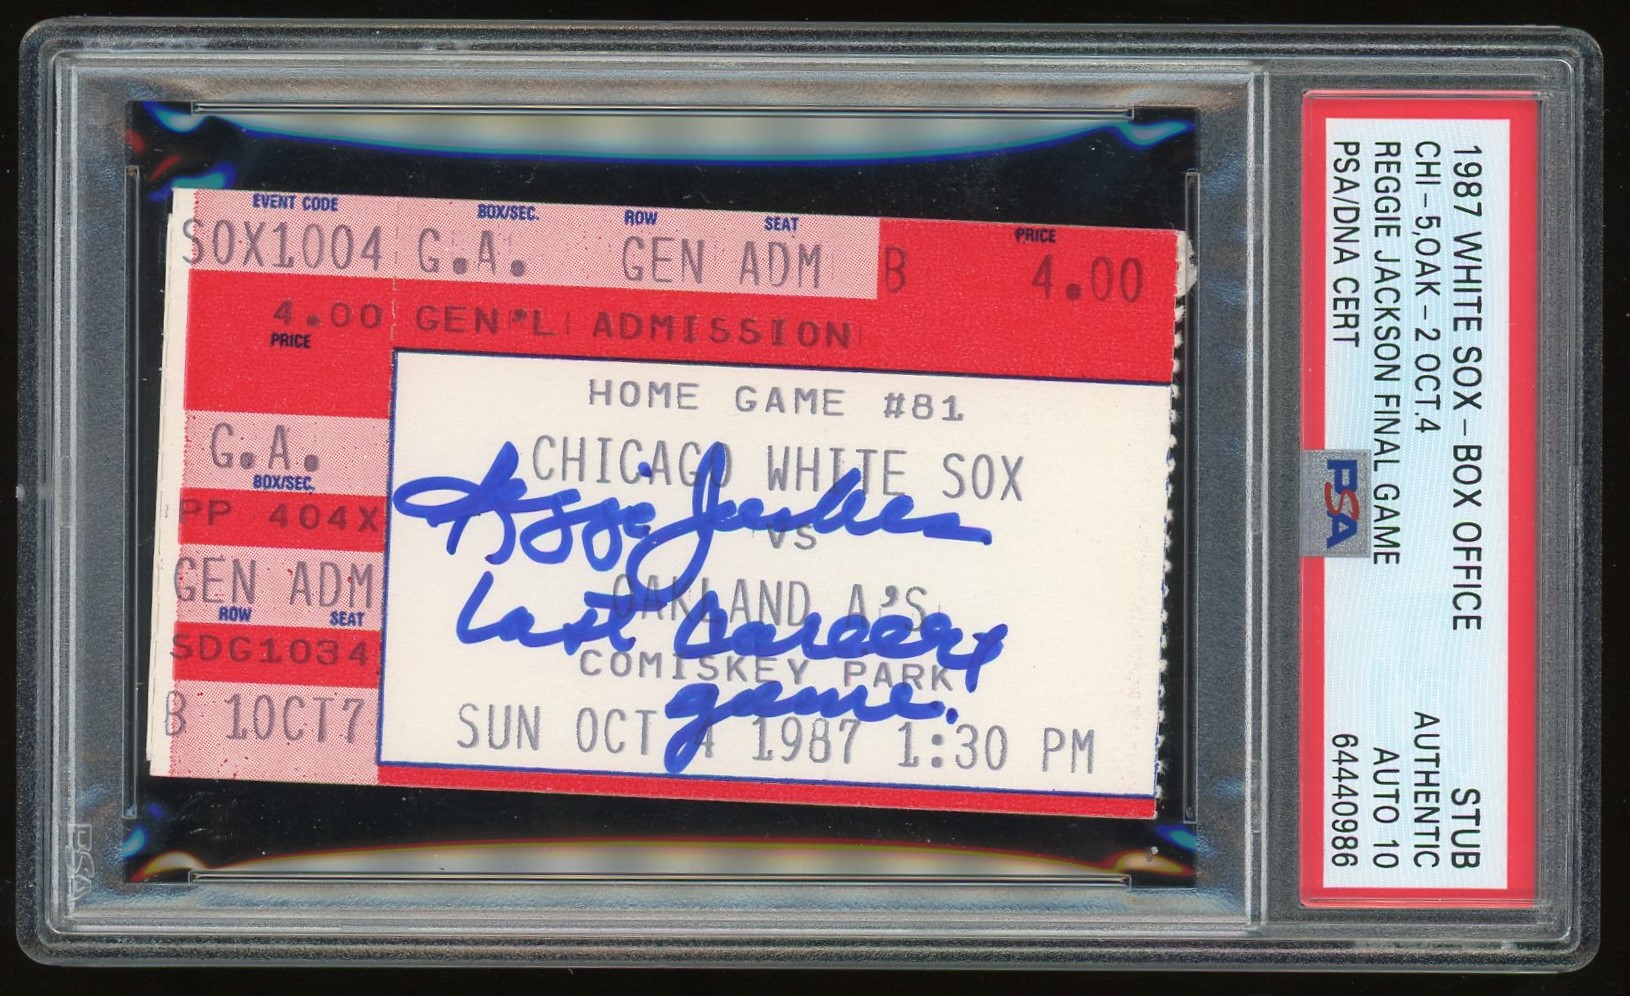 EVENT CODE BOX/SEC. ROW SEAT PRICE
SOX1004 G.A. GEN ADM B 4.00
4.00 GEN'L ADMISSION
PRICE
HOME GAME #81
G.A.
BOX/SEC.
CHICAGO WHITE SOX
Reggie Jackson
PP 404X
VS
GEN ADM
ROW SEAT
OAKLAND A'S
Last Career
SDG1034
COMISKEY PARK
game.
B 1OCT7
SUN OCT 4 1987 1:30 PM
1987 WHITE SOX-BOX OFFICE STUB
CHI-5,OAK-2 OCT.4 AUTHENTIC
REGGIE JACKSON FINAL GAME AUTO 10
PSA/DNA CERT 64440986
PSA
PSA